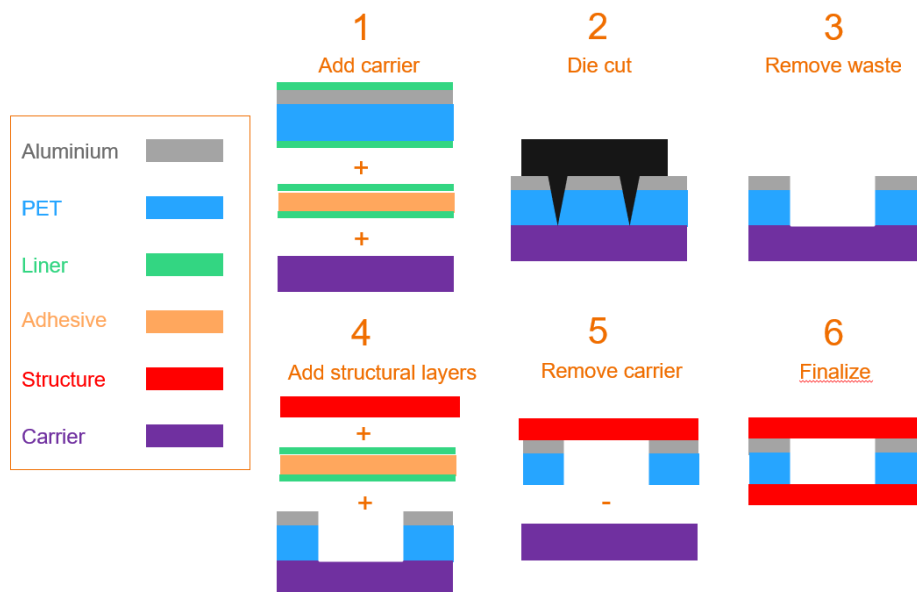 1
Add carrier
2
Die cut
3
Remove waste
Aluminium
PET
Liner
Adhesive
Structure
Carrier
+
+
4
Add structural layers
+
+
5
Remove carrier
-
6
Finalize